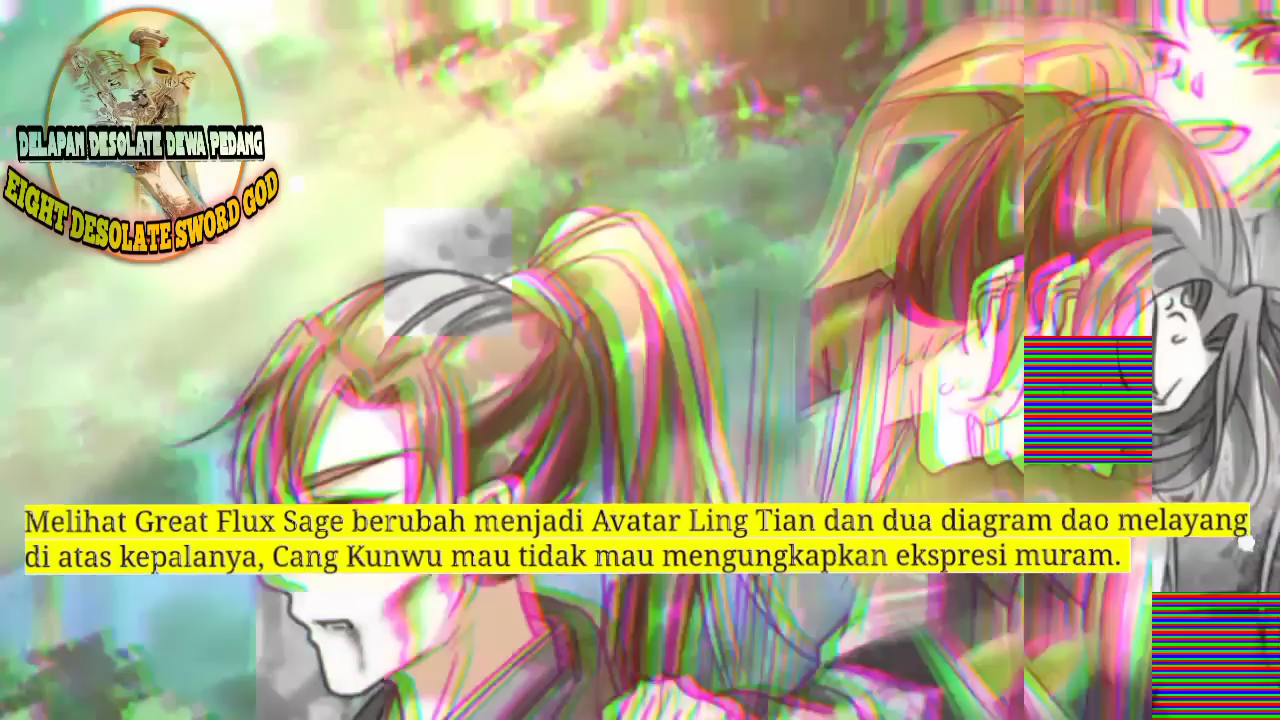 DELAPAN DESOLATE DEWA PEDANG
EIGHT DESOLATE SWORD GOD
Melihat Great Flux Sage berubah menjadi Avatar Ling Tian dan dua diagram dao melayang
di atas kepalanya, Cang Kunwu mau tidak mau mengungkapkan ekspresi muram.